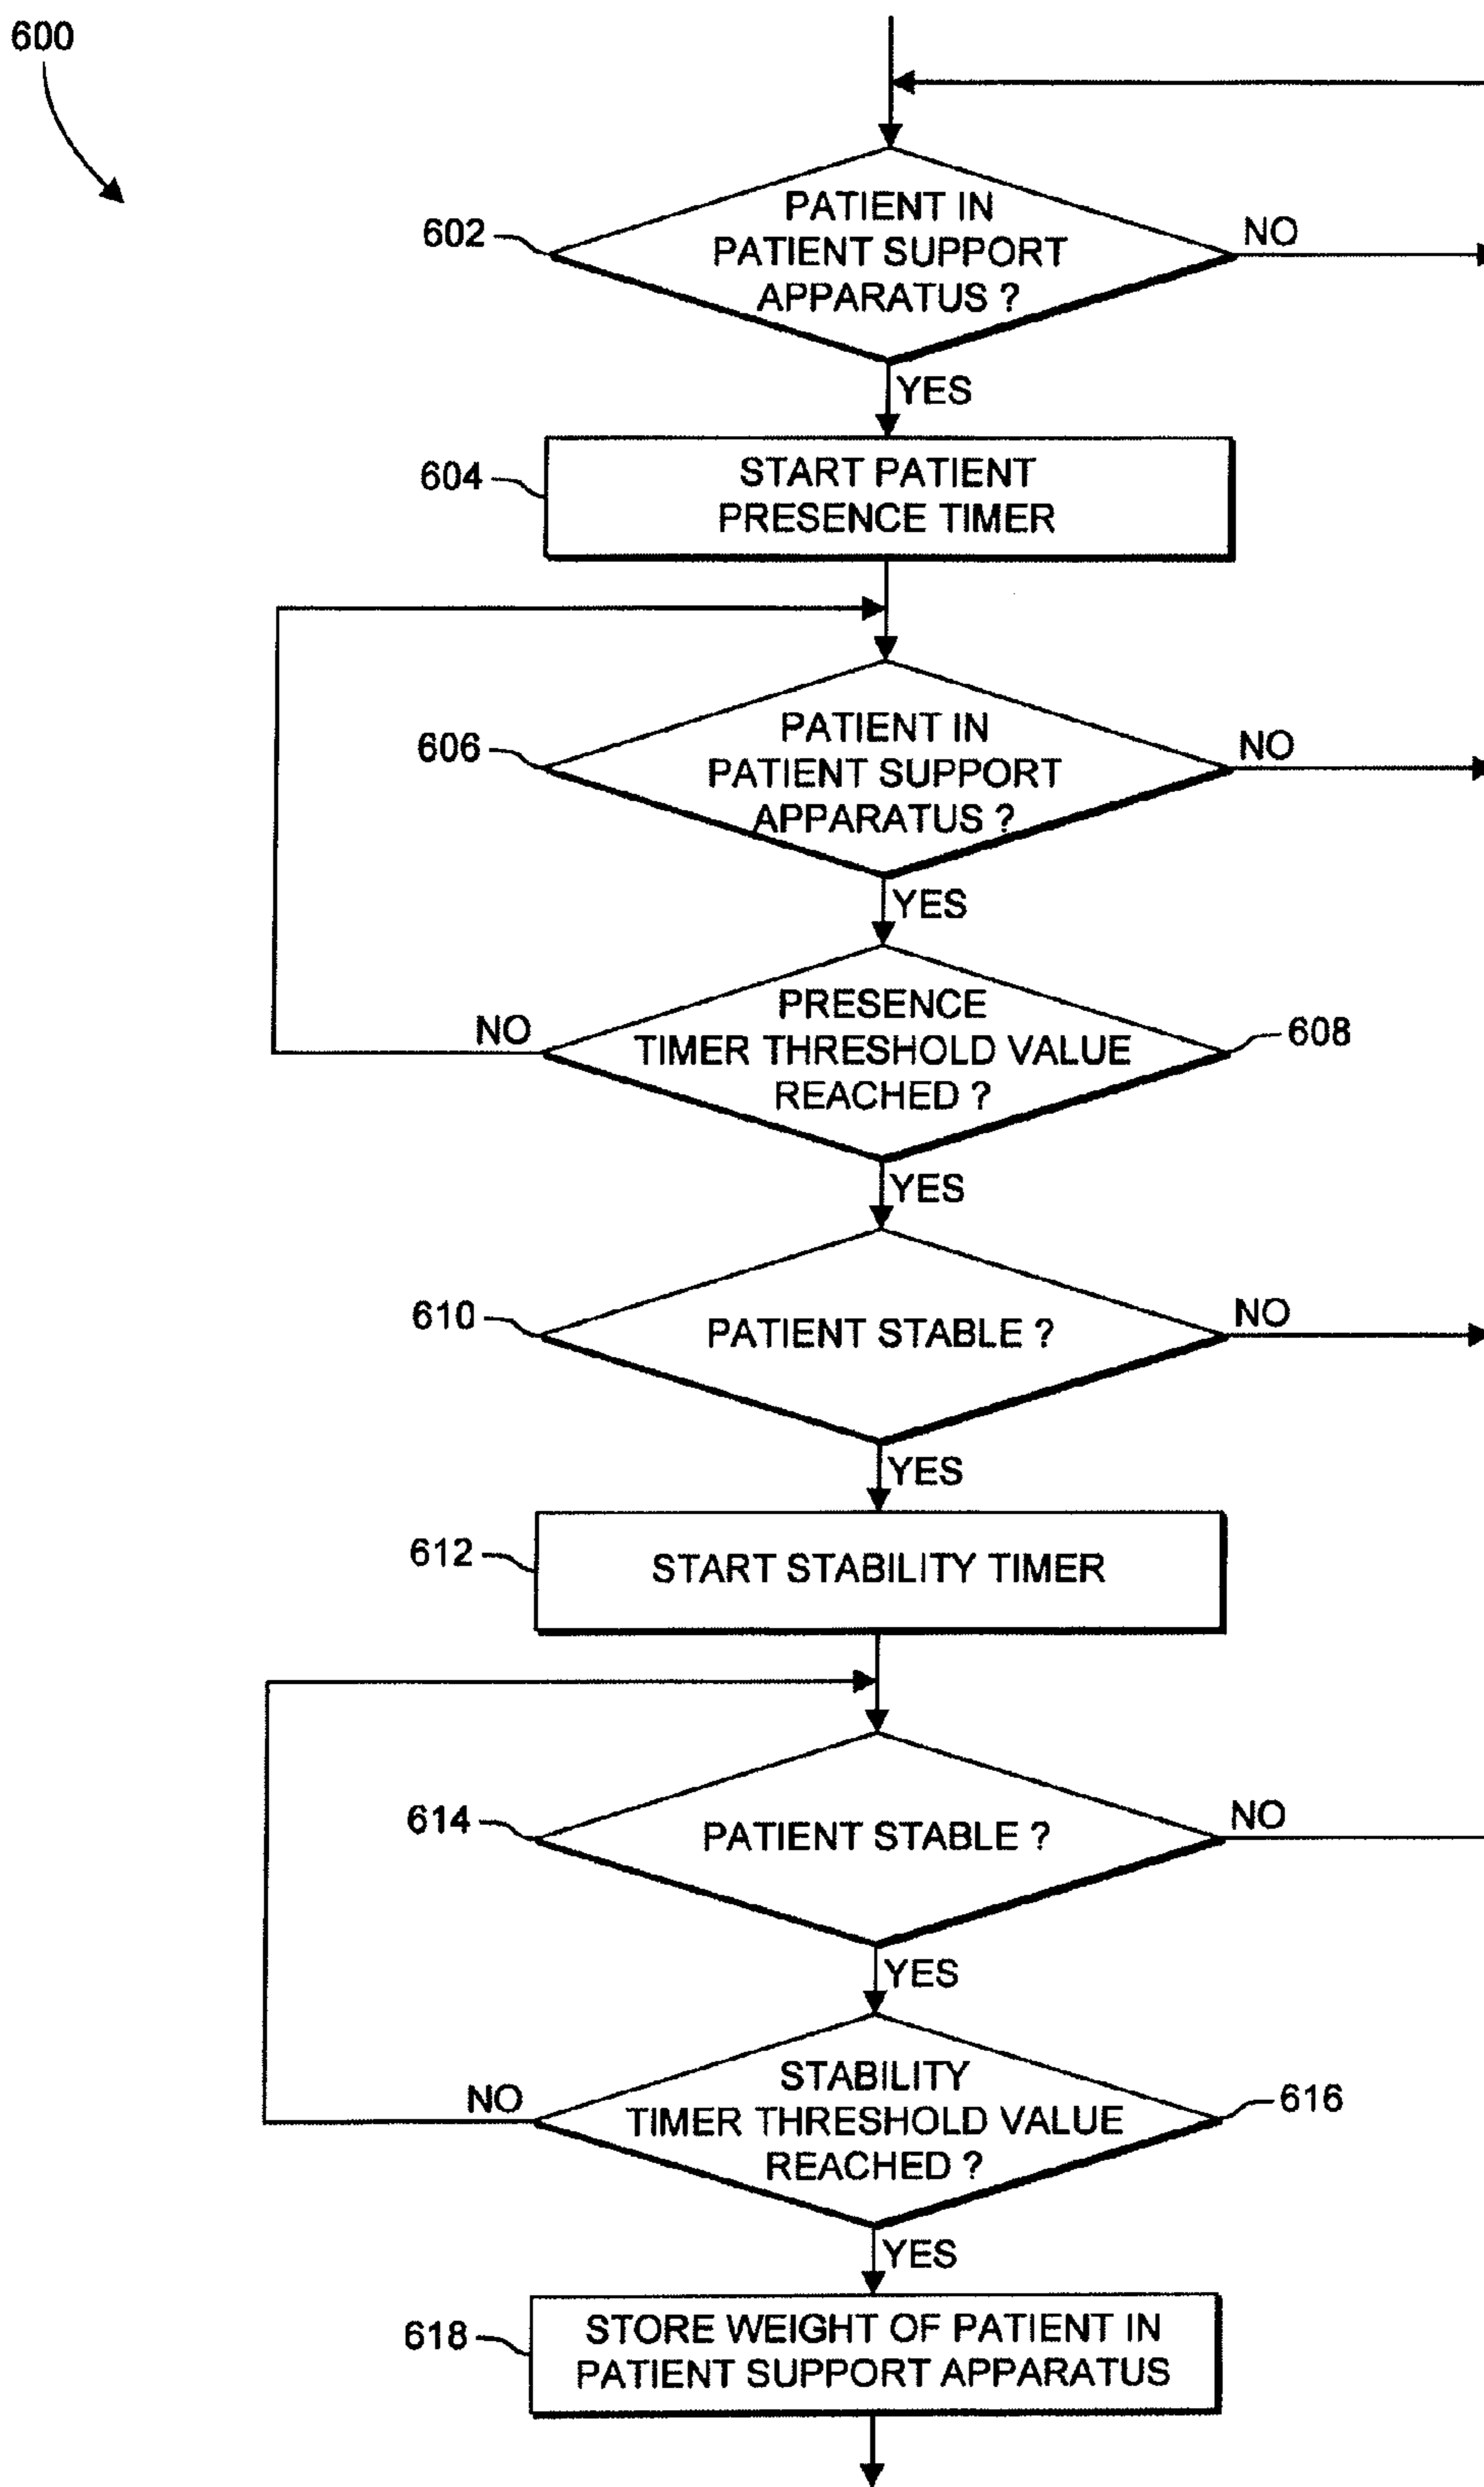 600
602
PATIENT IN
PATIENT SUPPORT
APPARATUS ?
NO
YES
604
START PATIENT
PRESENCE TIMER
606
PATIENT IN
PATIENT SUPPORT
APPARATUS ?
NO
YES
NO
PRESENCE
TIMER THRESHOLD VALUE
REACHED ?
608
YES
610
PATIENT STABLE ?
NO
YES
612
START STABILITY TIMER
614
PATIENT STABLE ?
NO
YES
NO
STABILITY
TIMER THRESHOLD VALUE
REACHED ?
616
YES
618
STORE WEIGHT OF PATIENT IN
PATIENT SUPPORT APPARATUS